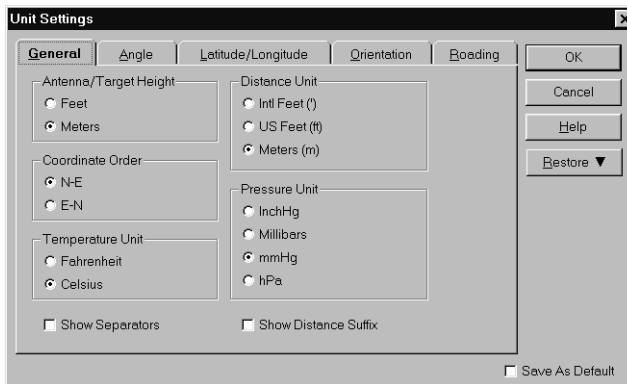 Unit Settings
General
Angle
Latitude/Longitude
Orientation
Roading
Antenna/Target Height
Feet
Meters
Coordinate Order
N-E
E-N
Temperature Unit
Fahrenheit
Celsius
Show Separators
Distance Unit
Intl Feet (')
US Feet (ft)
Meters (m)
Pressure Unit
InchHg
Millibars
mmHg
hPa
Show Distance Suffix
OK
Cancel
Help
Restore ▼
Save As Default